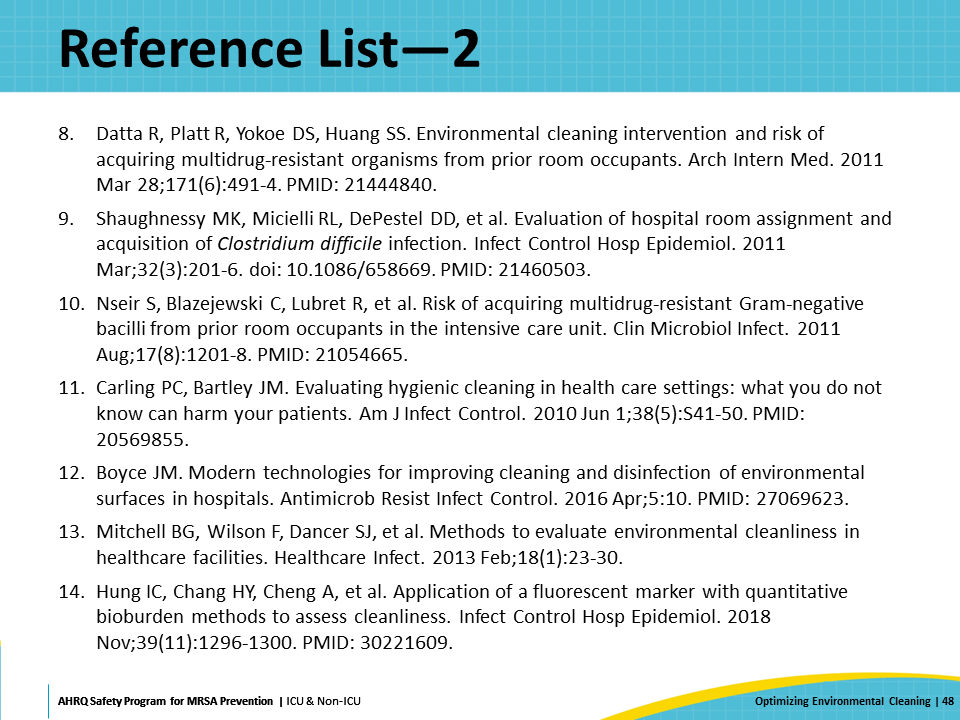 Reference List—2
8. Datta R, Platt R, Yokoe DS, Huang SS. Environmental cleaning intervention and risk of
acquiring multidrug-resistant organisms from prior room occupants. Arch Intern Med. 2011
Mar 28;171(6):491-4. PMID: 21444840.
9. Shaughnessy MK, Micielli RL, DePestel DD, et al. Evaluation of hospital room assignment and
acquisition of Clostridium difficile infection. Infect Control Hosp Epidemiol. 2011
Mar;32(3):201-6. doi: 10.1086/658669. PMID: 21460503.
10. Nseir S, Blazejewski C, Lubret R, et al. Risk of acquiring multidrug-resistant Gram-negative
bacilli from prior room occupants in the intensive care unit. Clin Microbiol Infect. 2011
Aug;17(8):1201-8. PMID: 21054665.
11. Carling PC, Bartley JM. Evaluating hygienic cleaning in health care settings: what you do not
know can harm your patients. Am J Infect Control. 2010 Jun 1;38(5):S41-50. PMID:
20569855.
12. Boyce JM. Modern technologies for improving cleaning and disinfection of environmental
surfaces in hospitals. Antimicrob Resist Infect Control. 2016 Apr;5:10. PMID: 27069623.
13. Mitchell BG, Wilson F, Dancer SJ, et al. Methods to evaluate environmental cleanliness in
healthcare facilities. Healthcare Infect. 2013 Feb;18(1):23-30.
14. Hung IC, Chang HY, Cheng A, et al. Application of a fluorescent marker with quantitative
bioburden methods to assess cleanliness. Infect Control Hosp Epidemiol. 2018
Nov;39(11):1296-1300. PMID: 30221609.
AHRQ Safety Program for MRSA Prevention | ICU & Non-ICU
Optimizing Environmental Cleaning | 48